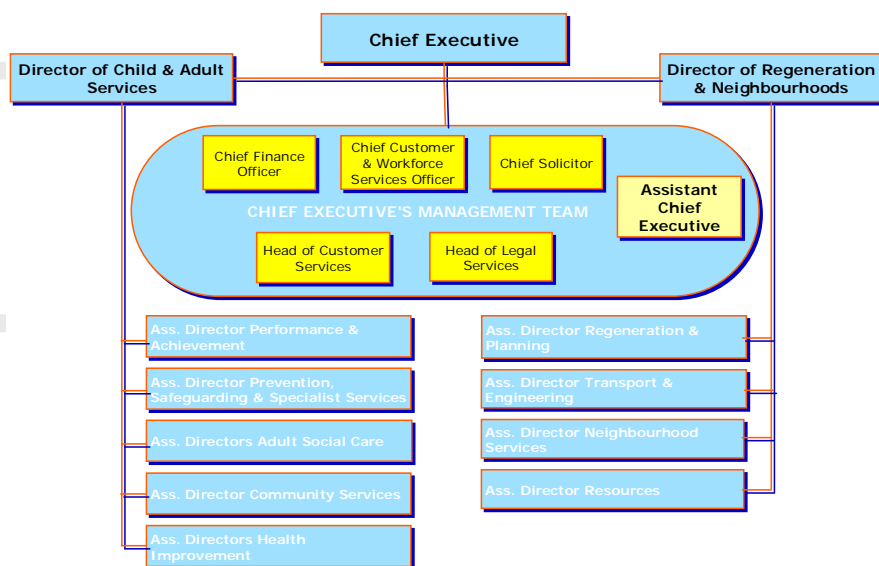 Chief Executive
Director of Child & Adult
Services
Director of Regeneration
& Neighbourhoods
Chief Finance
Officer
Chief Customer
& Workforce
Services Officer
Chief Solicitor
Assistant
Chief
Executive
CHIEF EXECUTIVE'S MANAGEMENT TEAM
Head of Customer
Services
Head of Legal
Services
Ass. Director Performance &
Achievement
Ass. Director Prevention,
Safeguarding & Specialist Services
Ass. Directors Adult Social Care
Ass. Director Community Services
Ass. Directors Health
Improvement
Ass. Director Regeneration &
Planning
Ass. Director Transport &
Engineering
Ass. Director Neighbourhood
Services
Ass. Director Resources